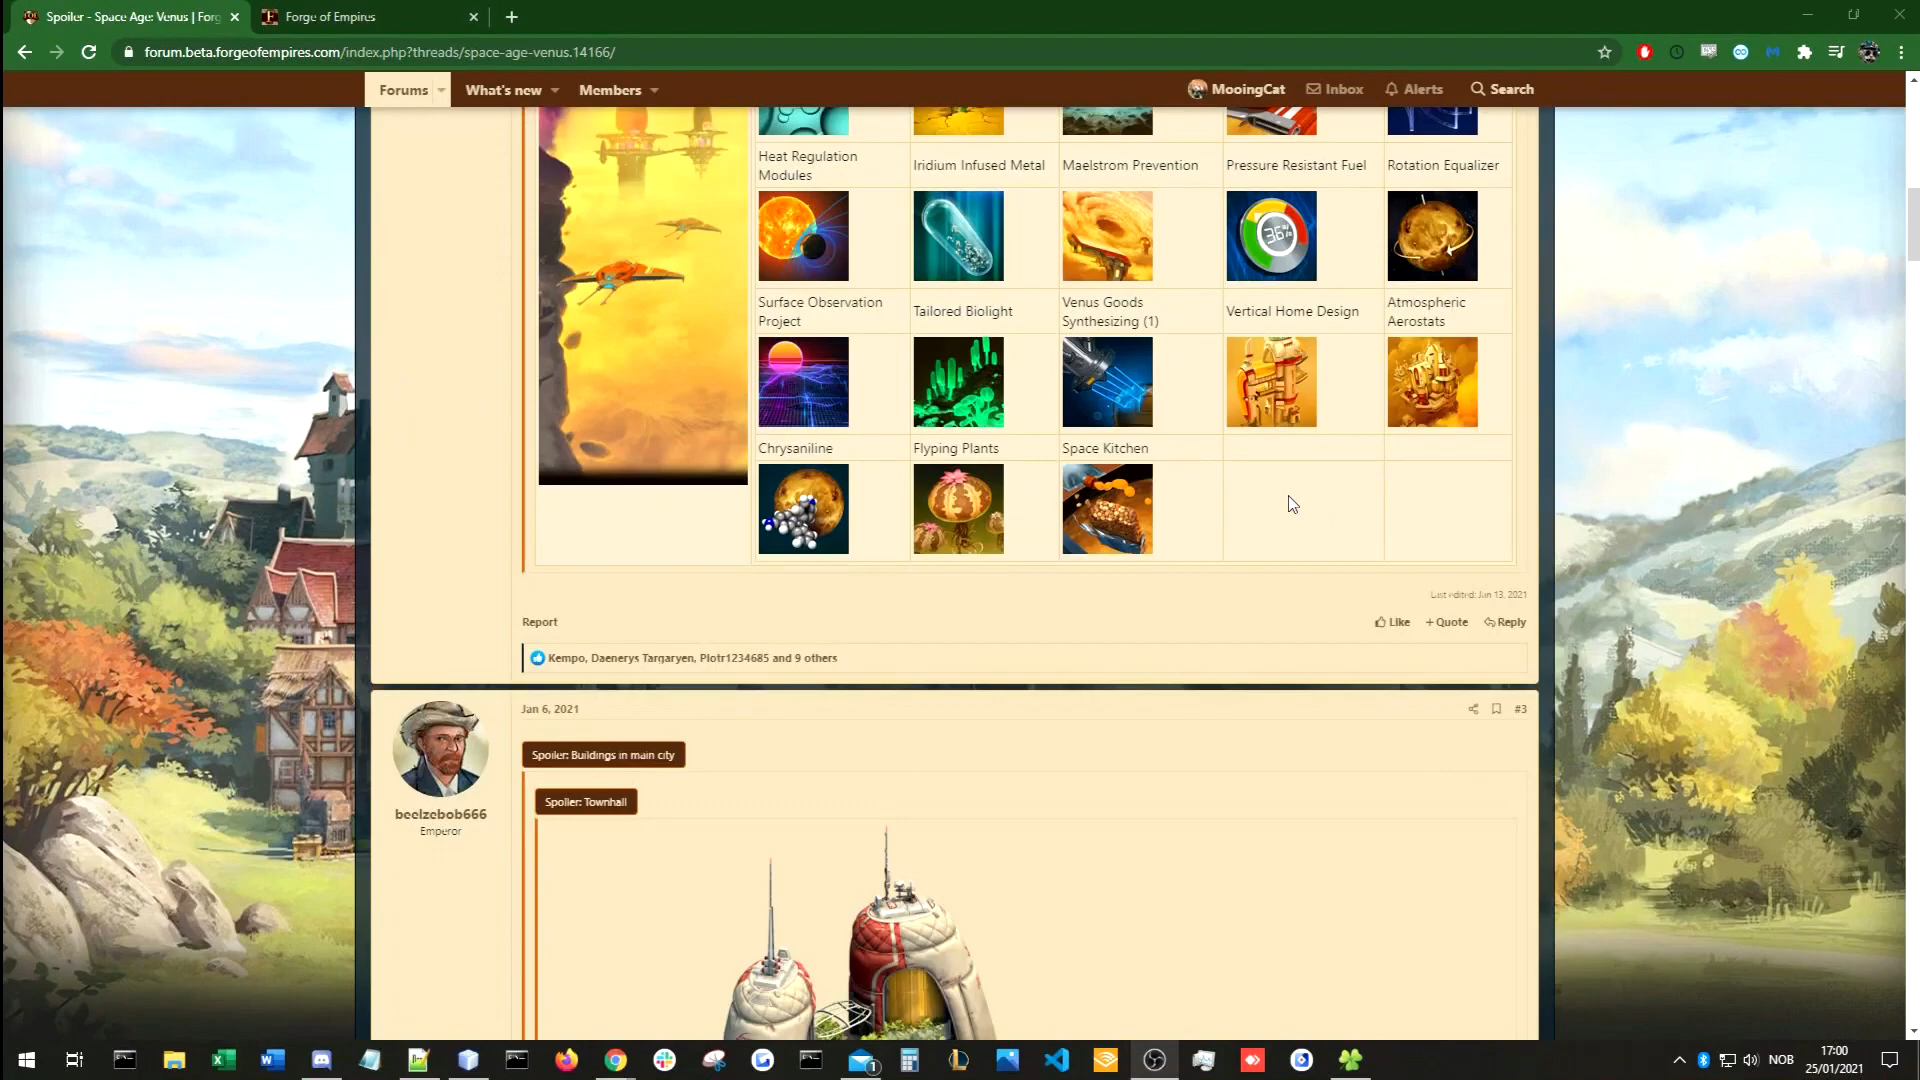 Spoiler - Space Age: Venus | Forg
Forge of Empires
forum.beta.forgeofempires.com/index.php?threads/space-age-venus.14166/
Forums
What's new
Members
MooingCat
Inbox
Alerts
Search
Heat Regulation
Modules
Iridium Infused Metal
Maelstrom Prevention
Pressure Resistant Fuel
Rotation Equalizer
36
Surface Observation
Project
Tailored Biolight
Venus Goods
Synthesizing (1)
Vertical Home Design
Atmospheric
Aerostats
Chrysaniline
Flyping Plants
Space Kitchen
Last edited: Jan 13, 2021
Report
Like
+ Quote
Reply
Kempo, Daenerys Targaryen, Plotr1234685 and 9 others
Jan 6, 2021
#3
Spoiler: Buildings in main city
Spoiler: Townhall
beelzebob666
Emperor
1
NOB
17:00
25/01/2021